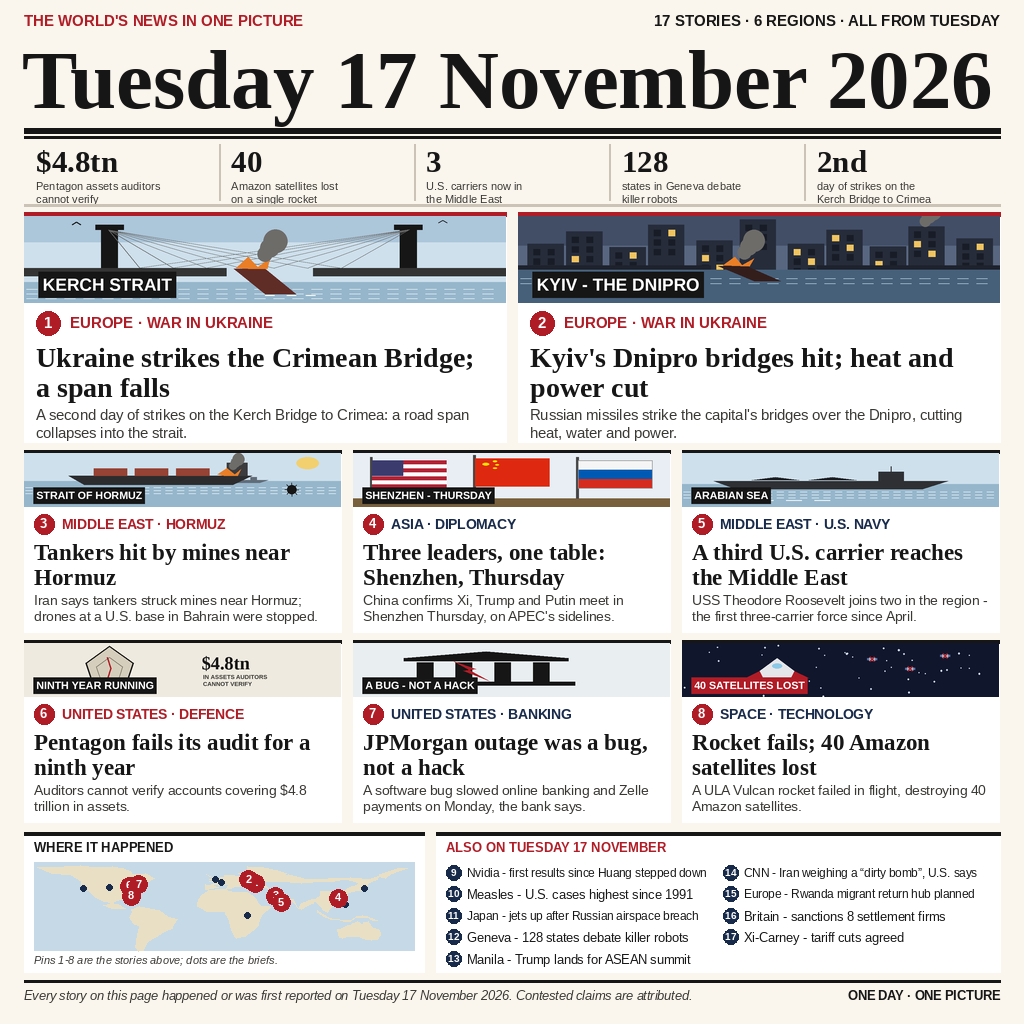 THE WORLD'S NEWS IN ONE PICTURE
17 STORIES · 6 REGIONS · ALL FROM TUESDAY
Tuesday 17 November 2026
$4.8tn
Pentagon assets auditors
cannot verify
40
Amazon satellites lost
on a single rocket
3
U.S. carriers now in
the Middle East
128
states in Geneva debate
killer robots
2nd
day of strikes on the
Kerch Bridge to Crimea
KERCH STRAIT
1 EUROPE · WAR IN UKRAINE
Ukraine strikes the Crimean Bridge;
a span falls
A second day of strikes on the Kerch Bridge to Crimea: a road span
collapses into the strait.
KYIV - THE DNIPRO
2 EUROPE · WAR IN UKRAINE
Kyiv's Dnipro bridges hit; heat and
power cut
Russian missiles strike the capital's bridges over the Dnipro, cutting
heat, water and power.
STRAIT OF HORMUZ
3 MIDDLE EAST · HORMUZ
Tankers hit by mines near
Hormuz
Iran says tankers struck mines near Hormuz;
drones at a U.S. base in Bahrain were stopped.
SHENZHEN - THURSDAY
4 ASIA · DIPLOMACY
Three leaders, one table:
Shenzhen, Thursday
China confirms Xi, Trump and Putin meet in
Shenzhen Thursday, on APEC's sidelines.
ARABIAN SEA
5 MIDDLE EAST · U.S. NAVY
A third U.S. carrier reaches
the Middle East
USS Theodore Roosevelt joins two in the region -
the first three-carrier force since April.
NINTH YEAR RUNNING
$4.8tn
IN ASSETS AUDITORS
CANNOT VERIFY
6 UNITED STATES · DEFENCE
Pentagon fails its audit for a
ninth year
Auditors cannot verify accounts covering $4.8
trillion in assets.
A BUG - NOT A HACK
7 UNITED STATES · BANKING
JPMorgan outage was a bug,
not a hack
A software bug slowed online banking and Zelle
payments on Monday, the bank says.
40 SATELLITES LOST
8 SPACE · TECHNOLOGY
Rocket fails; 40 Amazon
satellites lost
A ULA Vulcan rocket failed in flight, destroying 40
Amazon satellites.
WHERE IT HAPPENED
7
8
2
5
4
Pins 1-8 are the stories above; dots are the briefs.
ALSO ON TUESDAY 17 NOVEMBER
9 Nvidia - first results since Huang stepped down
10 Measles - U.S. cases highest since 1991
11 Japan - jets up after Russian airspace breach
12 Geneva - 128 states debate killer robots
13 Manila - Trump lands for ASEAN summit
14 CNN - Iran weighing a “dirty bomb”, U.S. says
15 Europe - Rwanda migrant return hub planned
16 Britain - sanctions 8 settlement firms
17 Xi-Carney - tariff cuts agreed
Every story on this page happened or was first reported on Tuesday 17 November 2026. Contested claims are attributed.
ONE DAY · ONE PICTURE